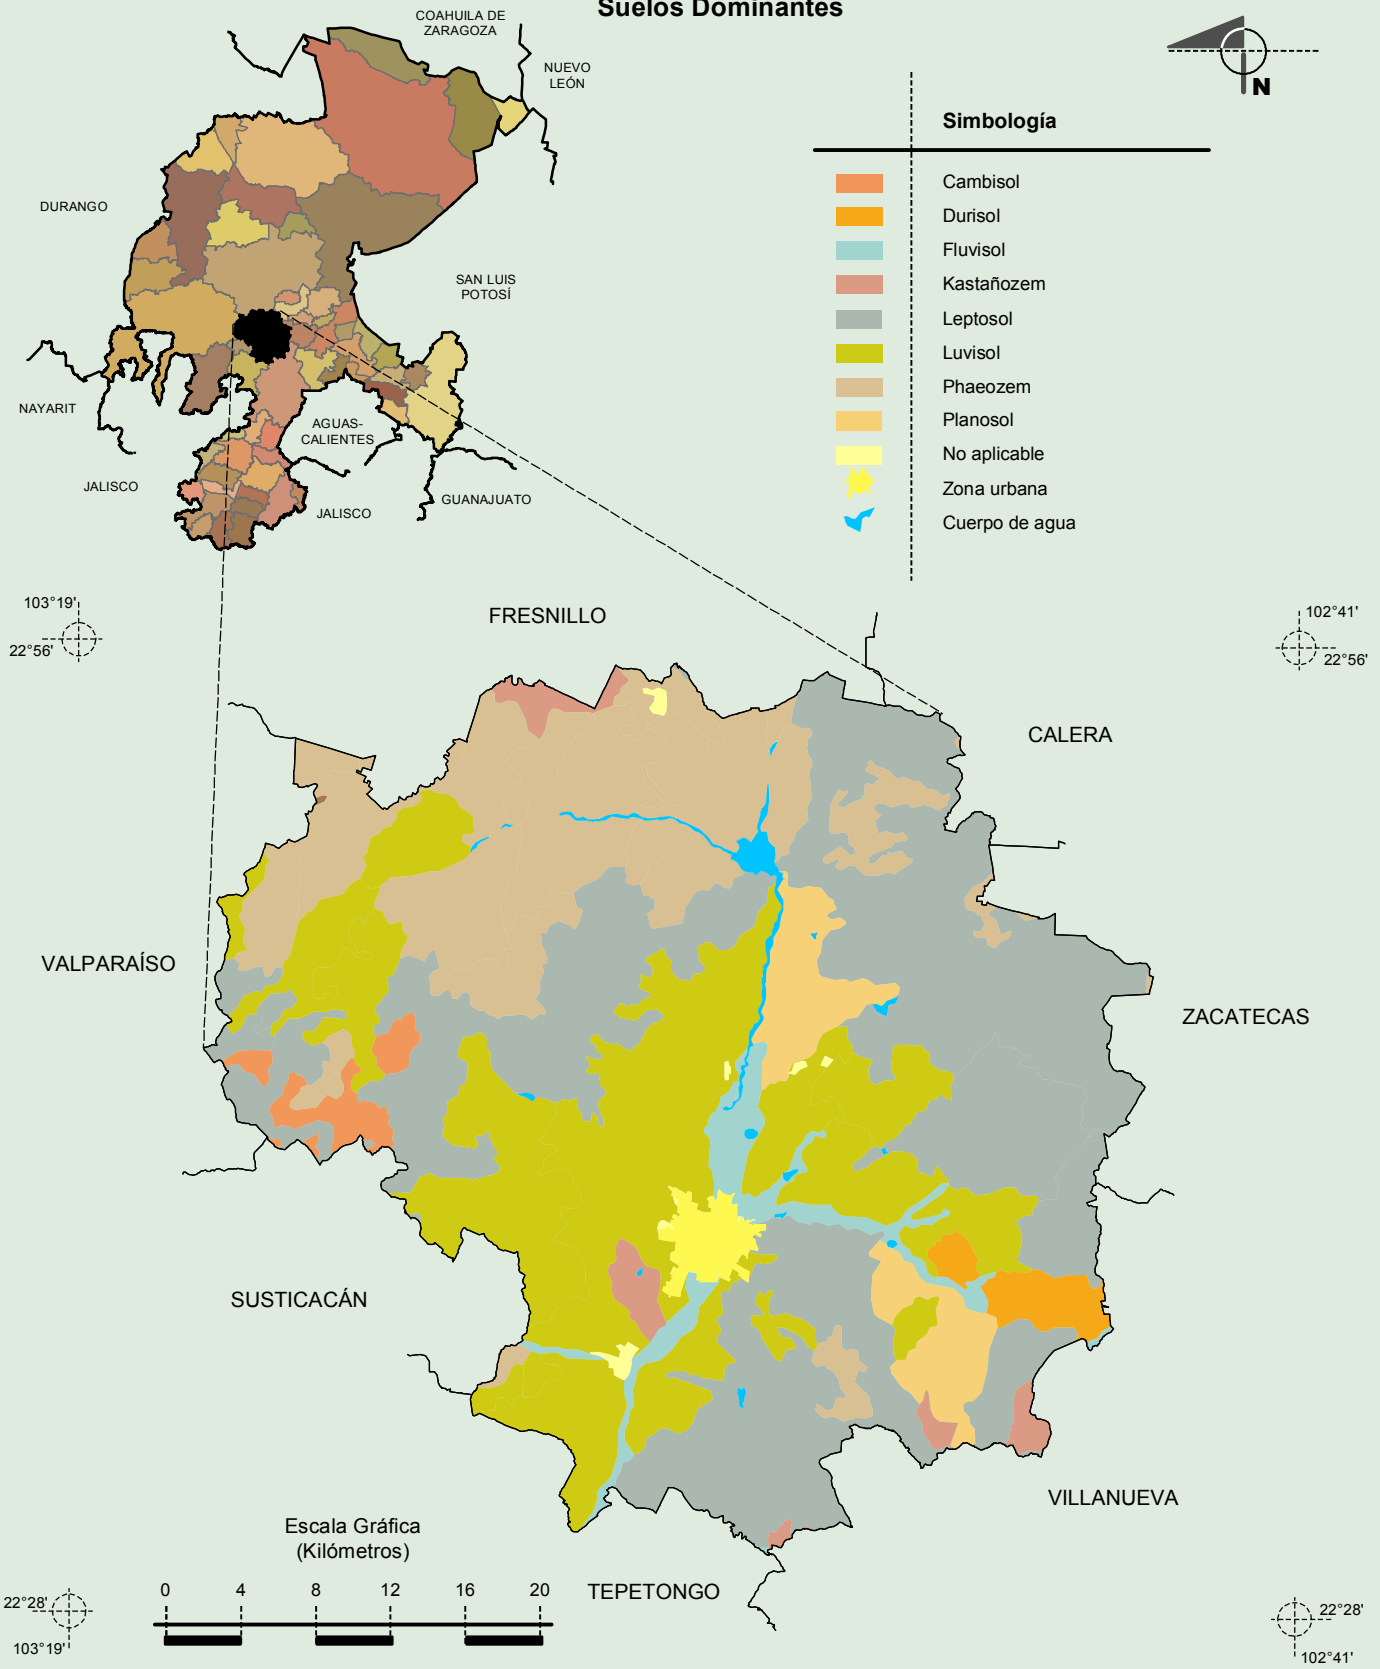 Suelos Dominantes
COAHUILA DE
ZARAGOZA
NUEVO
LEÓN
N
Simbología
Cambisol
Durisol
Fluvisol
Kastañozem
Leptosol
Luvisol
Phaeozem
Planosol
No aplicable
Zona urbana
Cuerpo de agua
DURANGO
SAN LUIS
POTOSÍ
NAYARIT
AGUAS-
CALIENTES
JALISCO
GUANAJUATO
JALISCO
103°19'
22°56'
102°41'
22°56'
FRESNILLO
CALERA
VALPARAÍSO
ZACATECAS
SUSTICACÁN
VILLANUEVA
TEPETONGO
Escala Gráfica
(Kilómetros)
0 4 8 12 16 20
22°28'
103°19'
22°28'
102°41'